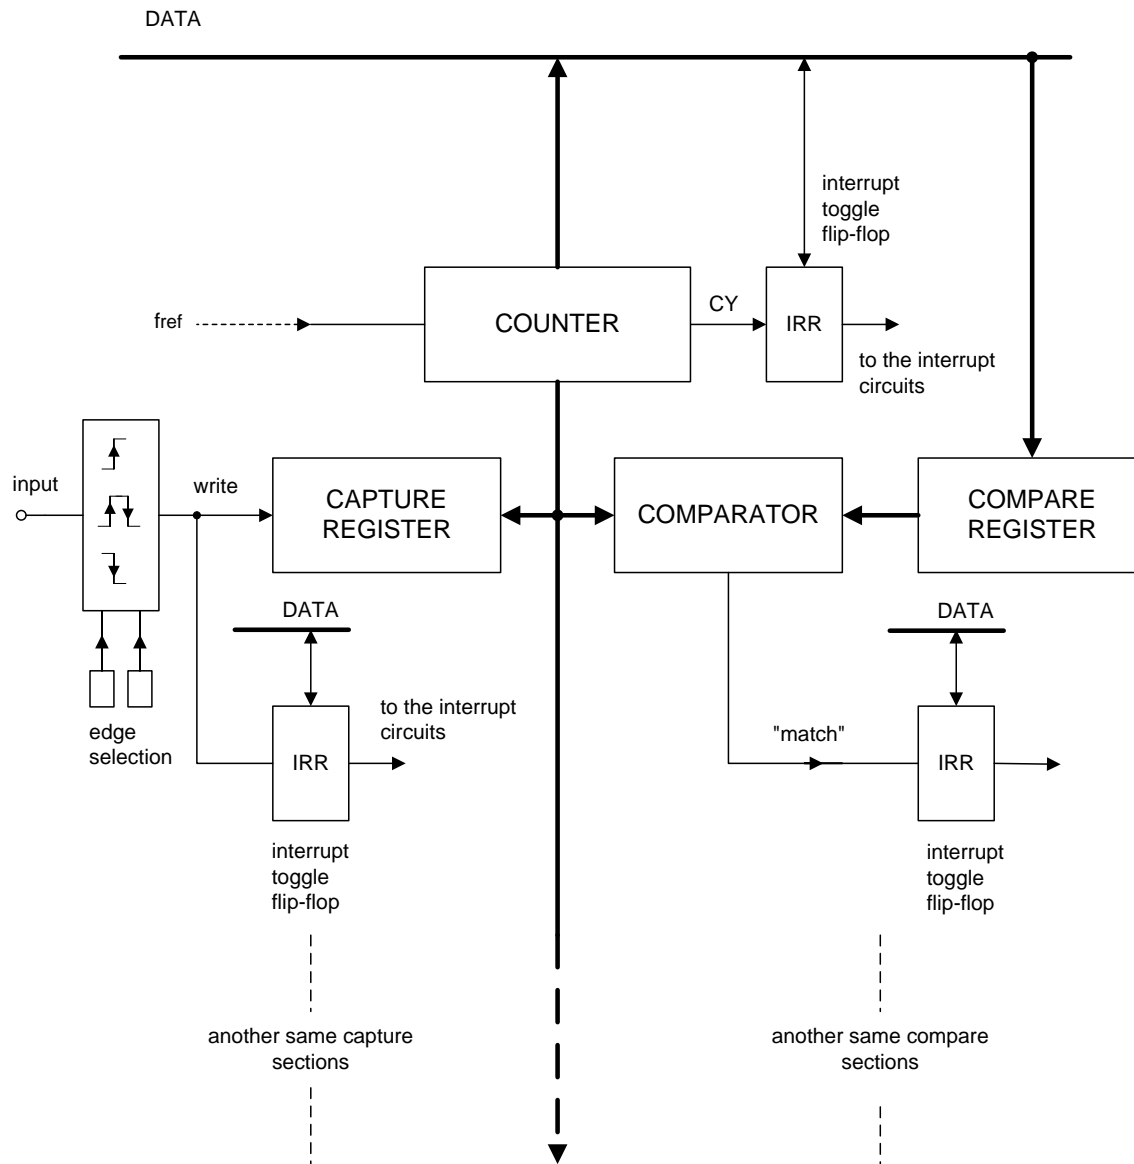 DATA
interrupt
toggle
flip-flop
fref
COUNTER
CY
IRR
to the interrupt
circuits
input
write
CAPTURE
REGISTER
COMPARATOR
COMPARE
REGISTER
DATA
DATA
edge
selection
to the interrupt
circuits
IRR
"match"
IRR
interrupt
toggle
flip-flop
interrupt
toggle
flip-flop
another same capture
sections
another same compare
sections